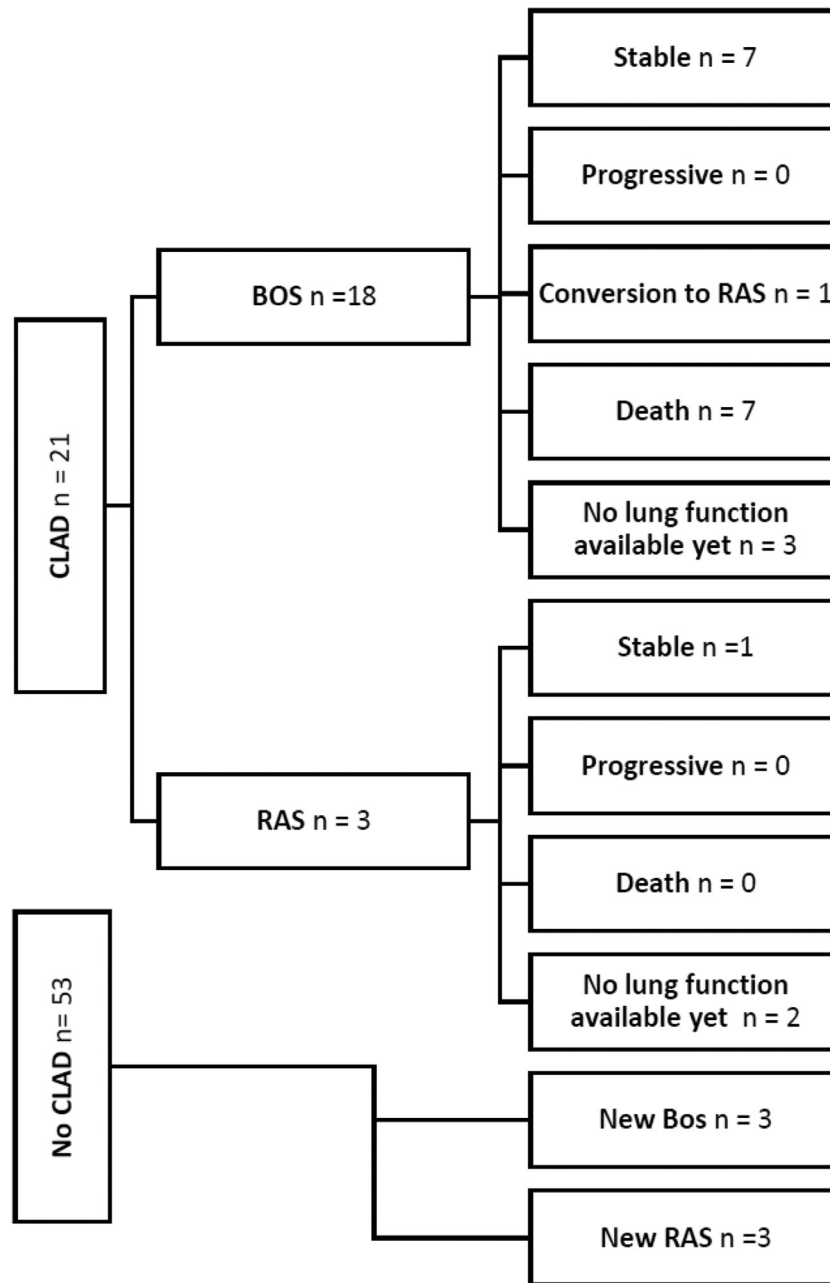 CLAD n = 21
BOS n =18
Stable n = 7
Progressive n = 0
Conversion to RAS n = 1
Death n = 7
No lung function
available yet n = 3
RAS n = 3
Stable n =1
Progressive n = 0
Death n = 0
No lung function
available yet n = 2
No CLAD n= 53
New Bos n = 3
New RAS n =3